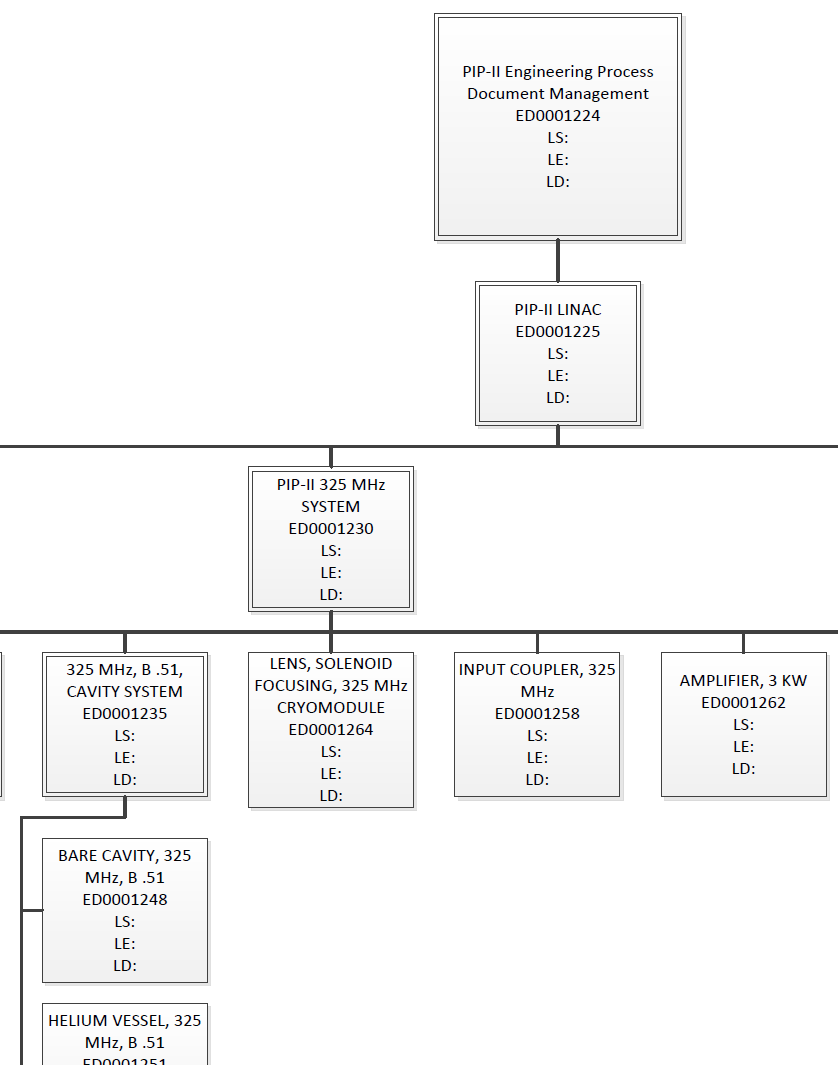 PIP-II Engineering Process
Document Management
ED0001224
LS:
LE:
LD:
PIP-II LINAC
ED0001225
LS:
LE:
LD:
PIP-II 325 MHz
SYSTEM
ED0001230
LS:
LE:
LD:
325 MHz, B .51,
CAVITY SYSTEM
ED0001235
LS:
LE:
LD:
LENS, SOLENOID
FOCUSING, 325 MHz
CRYOMODULE
ED0001264
LS:
LE:
LD:
INPUT COUPLER, 325
MHz
ED0001258
LS:
LE:
LD:
AMPLIFIER, 3 KW
ED0001262
LS:
LE:
LD:
BARE CAVITY, 325
MHz, B .51
ED0001248
LS:
LE:
LD:
HELIUM VESSEL, 325
MHz, B .51
ED0001251